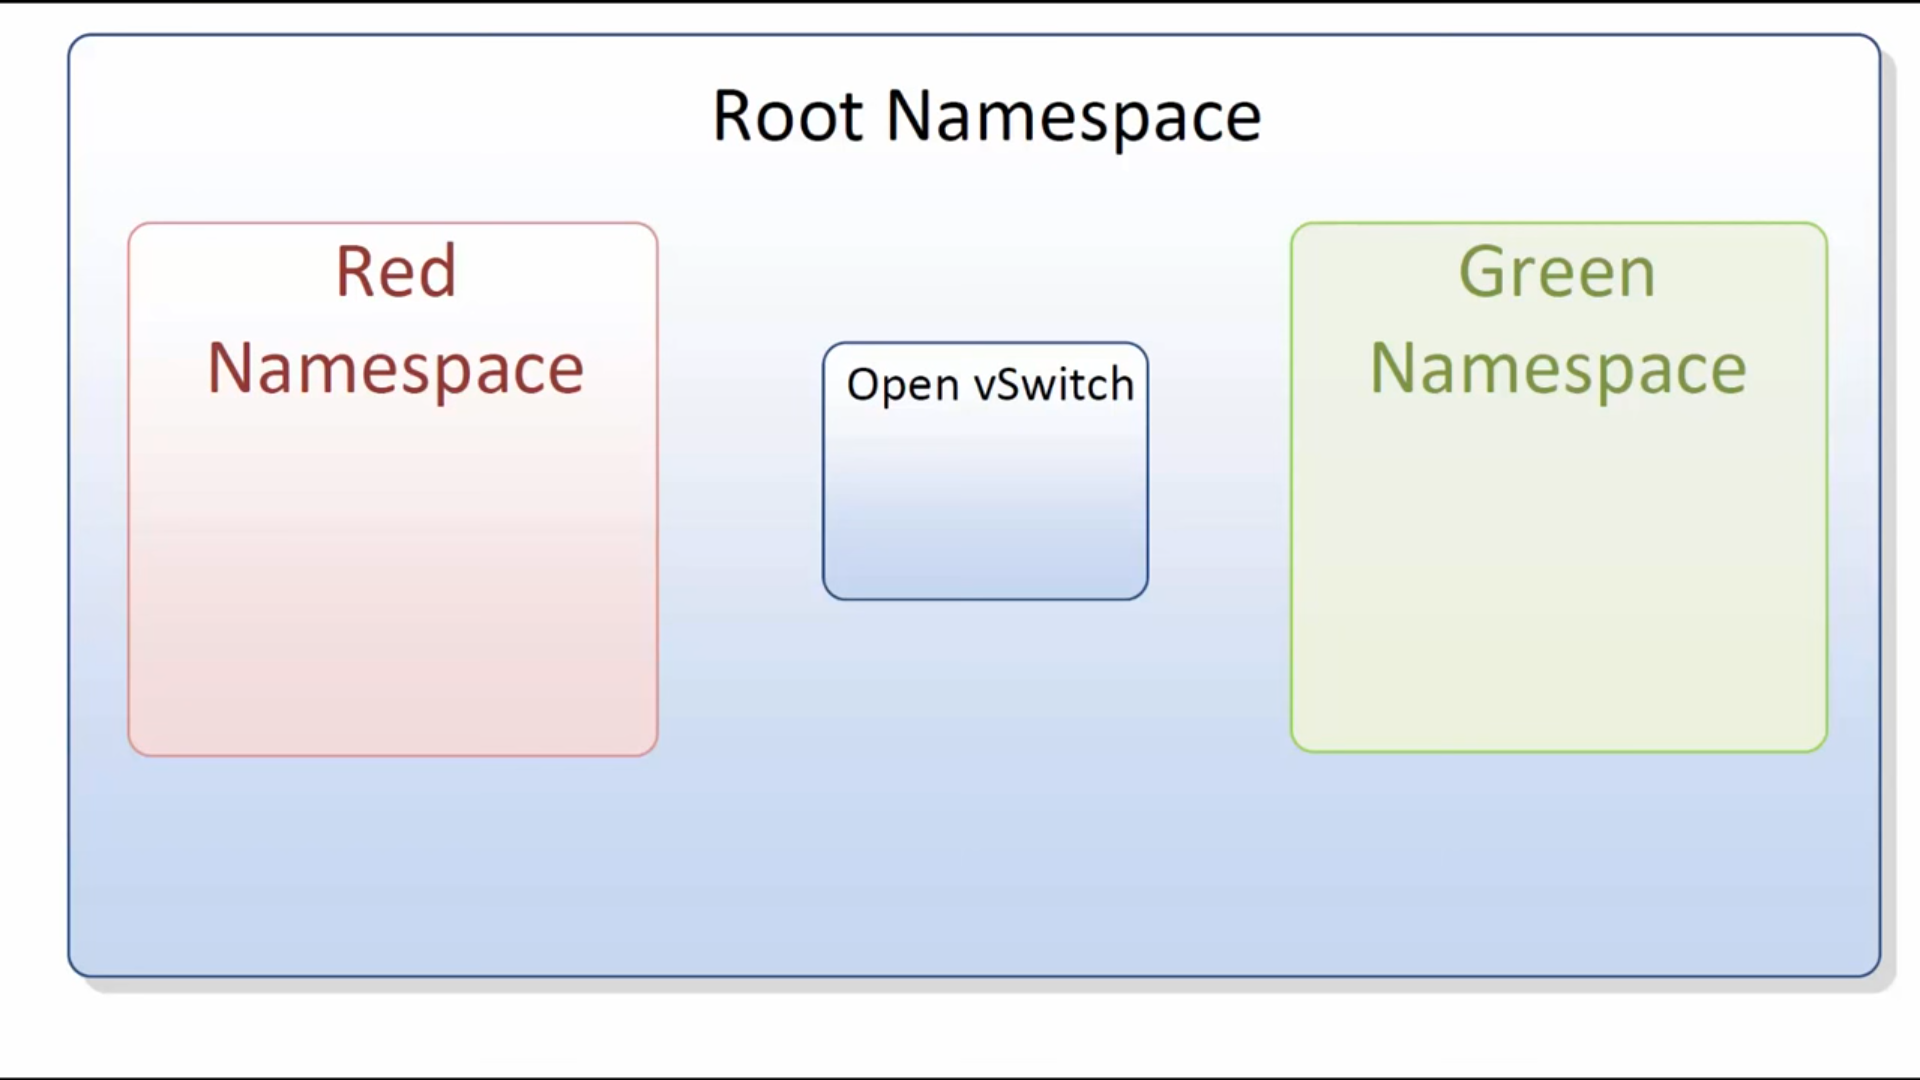 Root Namespace
Red
Namespace
Open vSwitch
Green
Namespace